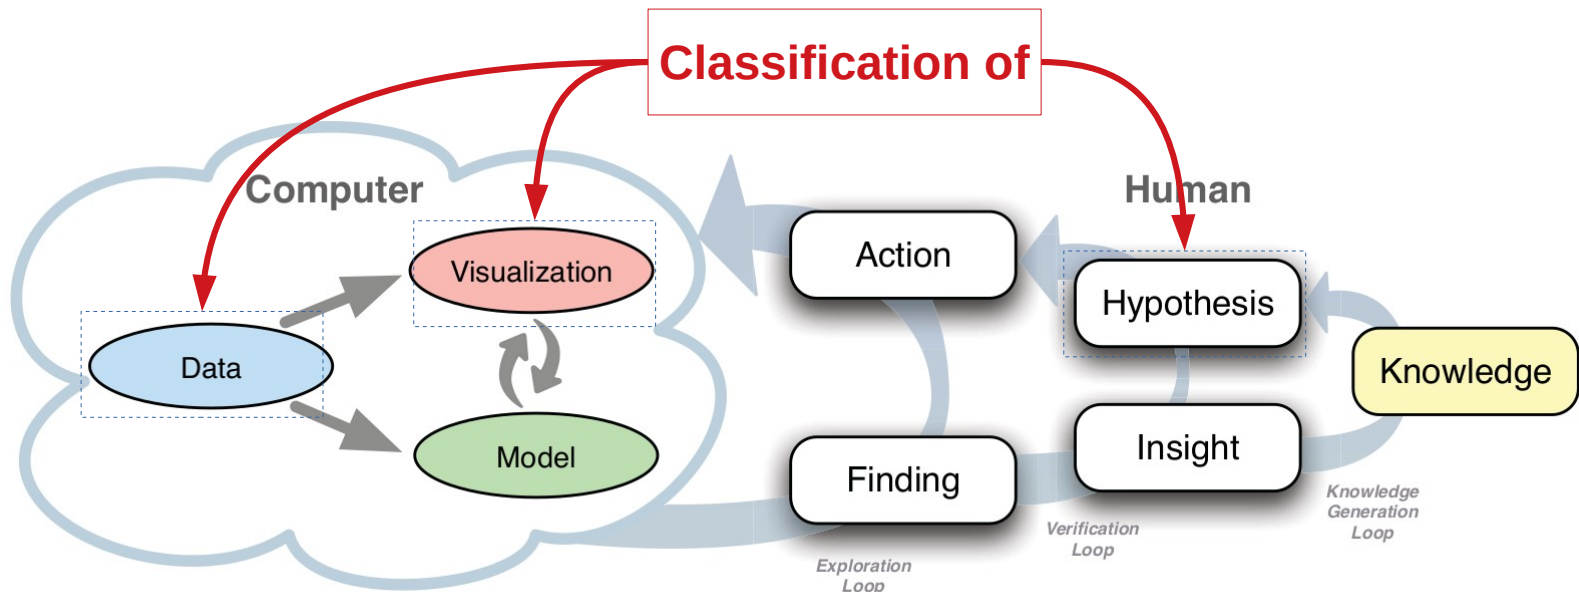 Classification of
Computer
Human
Visualization
Data
Model
Action
Hypothesis
Knowledge
Finding
Insight
Exploration
Loop
Verification
Loop
Knowledge
Generation
Loop